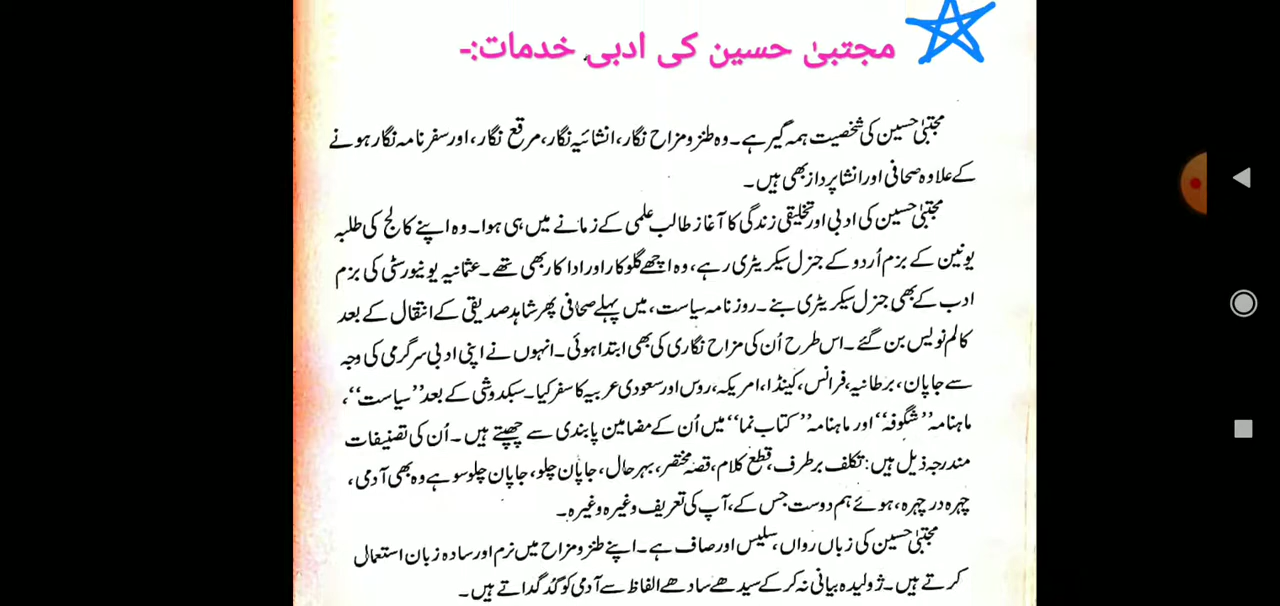 مجتبیٰ حسین کی ادبی خدمات:-
مجتبیٰ حسین کی شخصیت ہمہ گیر ہے۔ وہ طنز و مزاح نگار، انشائیہ نگار، مرقع نگار، اور سفر نامہ نگار ہونے
کے علاوہ صحافی اور انشا پرداز بھی ہیں۔
مجتبیٰ حسین کی ادبی اور تخلیقی زندگی کا آغاز طالب علمی کے زمانے میں ہی ہوا۔ وہ اپنے کالج کی طلبہ
یونین کے بزم اُردو کے جنرل سیکریٹری رہے، وہ اچھے گلوکار اور اداکار بھی تھے۔ عثمانیہ یونیورسٹی کی بزم
ادب کے بھی جنرل سیکریٹری بنے۔ روزنامہ سیاست، میں پہلے صحافی پھر شاہد صدیقی کے انتقال کے بعد
کالم نویس بن گئے۔ اس طرح اُن کی مزاح نگاری کی بھی ابتدا ہوئی۔ انہوں نے اپنی ادبی سرگرمی کی وجہ
سے جاپان، برطانیہ، فرانس، کینڈا، امریکہ، روس اور سعودی عربیہ کا سفر کیا۔ سبکدوشی کے بعد ”سیاست“،
ماہنامہ ”شگوفہ“ اور ماہنامہ ”کتاب نما“ میں اُن کے مضامین پابندی سے چھپتے ہیں۔ اُن کی تصنیفات
مندرجہ ذیل ہیں: تکلف برطرف، قطع کلام، قصہ مختصر، بہر حال، جاپان چلو، جاپان چلو سو ہے وہ بھی آدمی،
چہرہ در چہرہ، ہوئے ہم دوست جس کے، آپ کی تعریف وغیرہ وغیرہ۔
مجتبیٰ حسین کی زباں رواں، سلیس اور صاف ہے۔ اپنے طنز و مزاح میں نرم اور سادہ زبان استعمال
کرتے ہیں۔ ژولیدہ بیانی نہ کر کے سیدھے سادھے الفاظ سے آدمی کو گدگداتے ہیں۔